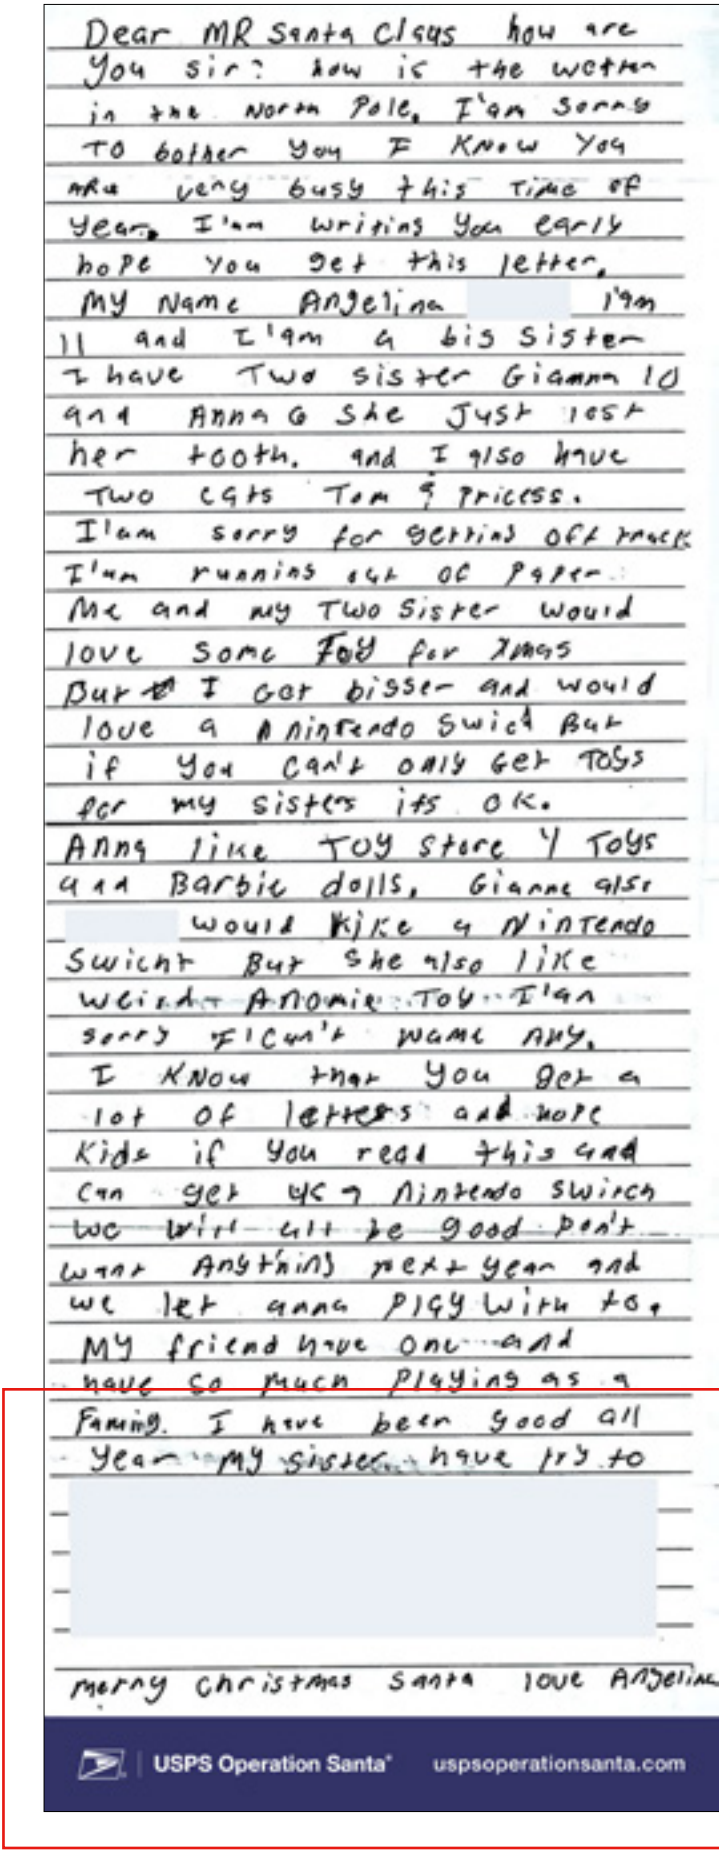 Dear MR Santa Claus how are
you sir? how is the wether
in the North Pole. I'am sorry
TO bother you I Know you
are very busy this Time of
year. I'am writing you early
hope you get this letter.
My Name Angelina I'am
11 and I'am a big sister
I have Two sister Gianna 10
and Anna 6 she Just lost
her tooth. and I also have
Two cats Tom & pricess.
I'am sorry for getting off track
I'am running out of Paper.
Me and my Two Sister would
love some Toy for xmas
But I Got bigger and would
love a nintendo Swich But
if you can't only Get Toys
for my sisters its OK.
Anna like TOY Store 4 Toys
and Barbie dolls. Gianna also
would like a Nintendo
Swicht But She also like
weird Anomie Toy I'an
sorry I can't Name Any.
I KNOW that you get a
lot of letters and hope
Kids if you read this and
can get us a Nintendo Switch
we will all be good Don't
want Anything next year and
we let anna Play with to.
MY friend have one and
have so much Playing as a
Family. I have been good all
year my sister have try to
merry Christmas Santa love Angelina
USPS Operation Santa® uspsoperationsanta.com